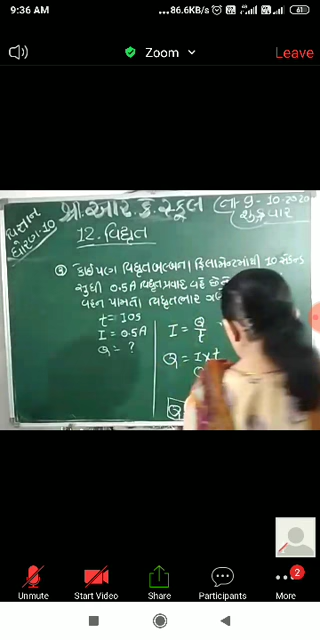 9:36 AM
...86.6KB/s
61
Zoom
Leave
શ્રી. આર. કે. સ્કૂલ
તા 9-10-2020
શુક્રવાર
વિજ્ઞાન
ધોરણ-10
12. વિદ્યુત
કોઈ પણ વિદ્યુતબલ્બના ફિલામેન્ટમાંથી 10 સેકન્ડ
સુધી 0.5A વિદ્યુતપ્રવાહ વહે છે
વહન પામતો વિદ્યુતભાર
t = 10s
I = 0.5A
Q = ?
I = Q/t
Q = I×t
Q
Unmute
Start Video
Share
Participants
2
More